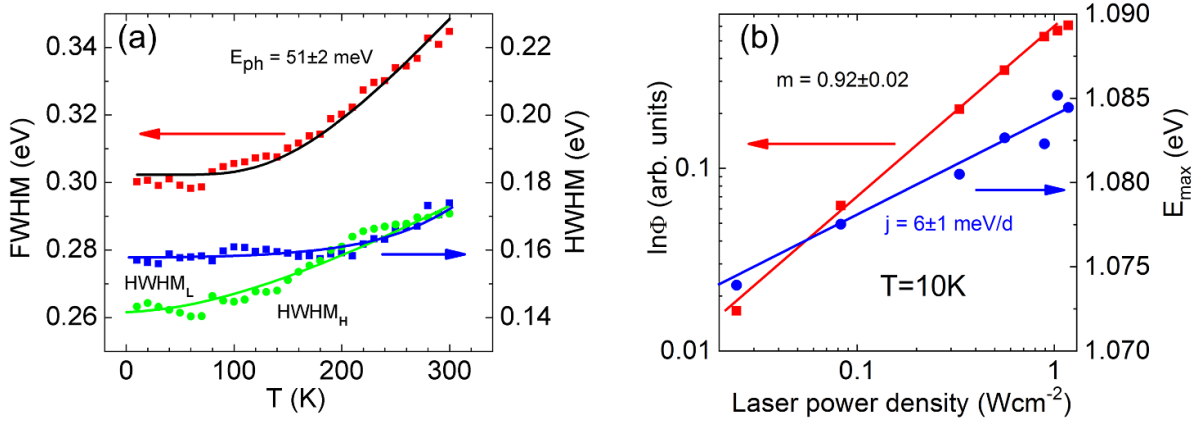 (a)
E_ph = 51±2 meV
HWHM_L
HWHM_H
FWHM (eV)
0.34
0.32
0.30
0.28
0.26
HWHM (eV)
0.22
0.20
0.18
0.16
0.14
0
100
200
300
T (K)
(b)
m = 0.92±0.02
j = 6±1 meV/d
T=10K
lnΦ (arb. units)
0.1
0.01
E_max (eV)
1.090
1.085
1.080
1.075
1.070
0.1
1
Laser power density (Wcm⁻²)